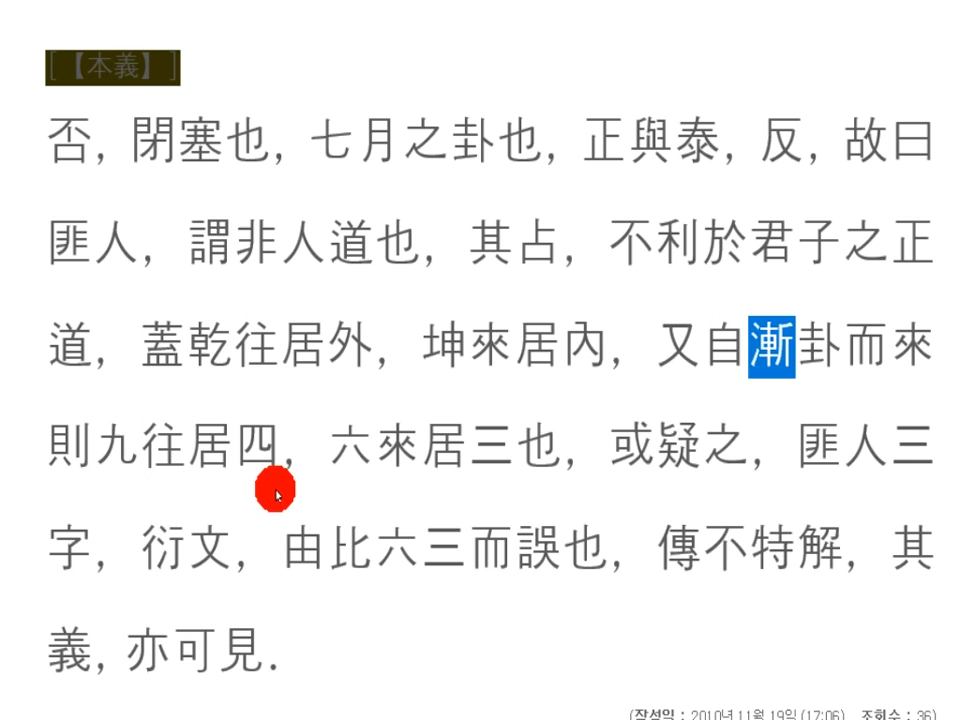 [【本義】]
否, 閉塞也, 七月之卦也, 正與泰, 反, 故曰
匪人, 謂非人道也, 其占, 不利於君子之正
道, 蓋乾往居外, 坤來居內, 又自漸卦而來
則九往居四, 六來居三也, 或疑之, 匪人三
字, 衍文, 由比六三而誤也, 傳不特解, 其
義, 亦可見.
(작성일 : 2010년 11월 19일 (17:06), 조회수 : 36)